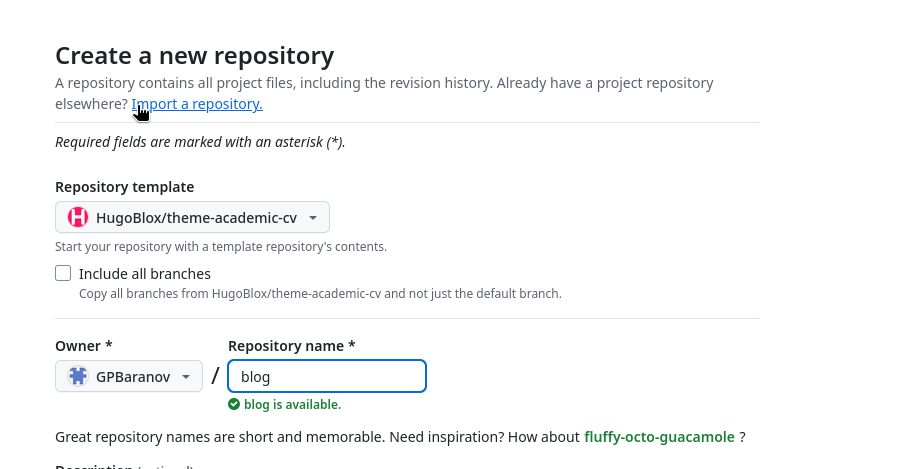 Create a new repository
A repository contains all project files, including the revision history. Already have a project repository
elsewhere? Import a repository.
Required fields are marked with an asterisk (*).
Repository template
HugoBlox/theme-academic-cv
Start your repository with a template repository's contents.
Include all branches
Copy all branches from HugoBlox/theme-academic-cv and not just the default branch.
Owner * Repository name *
GPBaranov / blog
blog is available.
Great repository names are short and memorable. Need inspiration? How about fluffy-octo-guacamole ?
Description (optional)